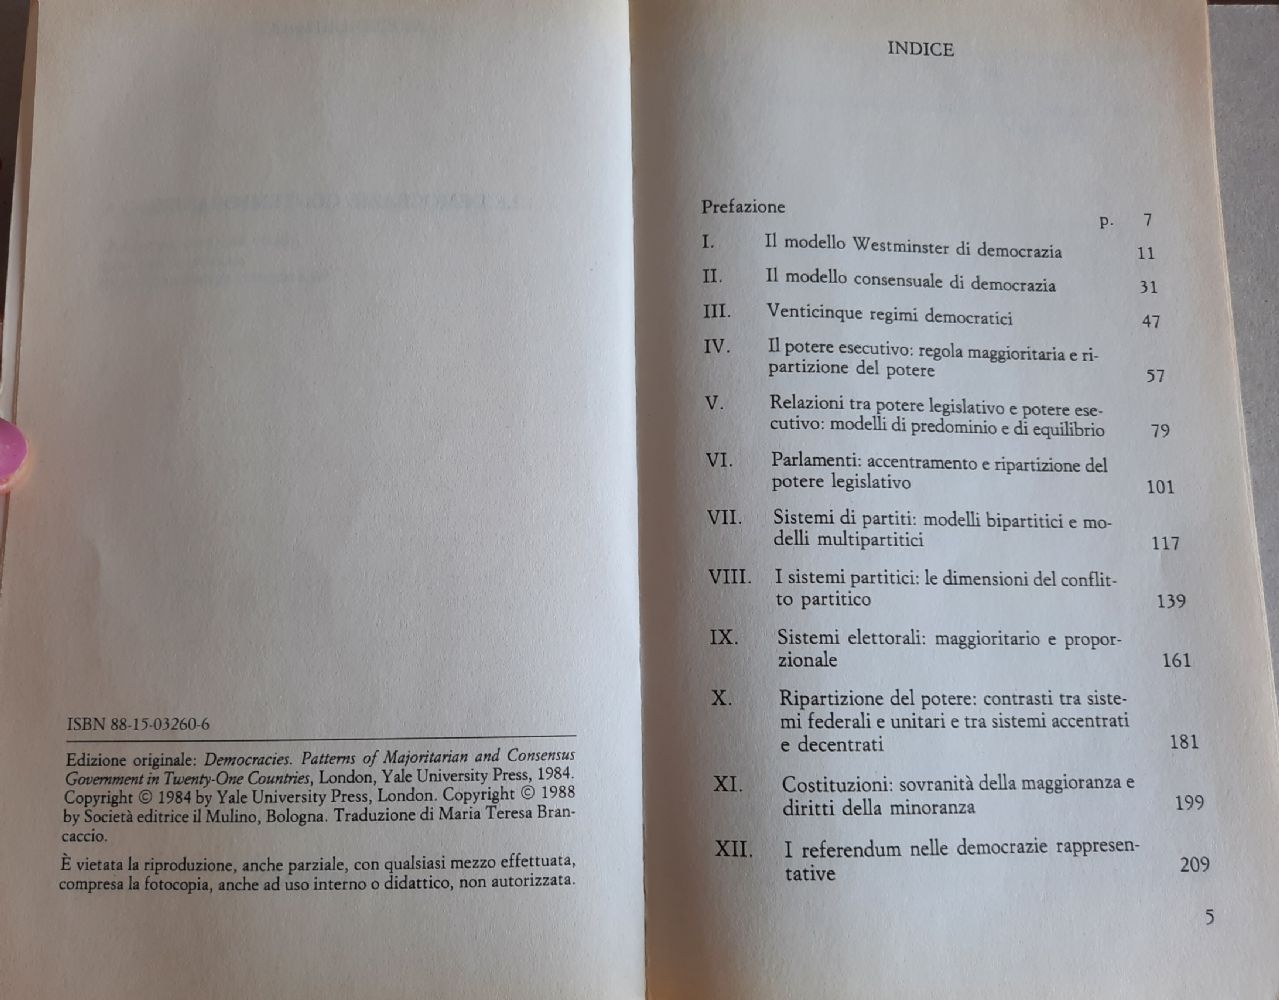 ISBN 88-15-03260-6
Edizione originale: Democracies. Patterns of Majoritarian and Consensus
Government in Twenty-One Countries, London, Yale University Press, 1984.
Copyright © 1984 by Yale University Press, London. Copyright © 1988
by Società editrice il Mulino, Bologna. Traduzione di Maria Teresa Bran-
caccio.
È vietata la riproduzione, anche parziale, con qualsiasi mezzo effettuata,
compresa la fotocopia, anche ad uso interno o didattico, non autorizzata.
INDICE
Prefazione p. 7
I. Il modello Westminster di democrazia 11
II. Il modello consensuale di democrazia 31
III. Venticinque regimi democratici 47
IV. Il potere esecutivo: regola maggioritaria e ri-
partizione del potere 57
V. Relazioni tra potere legislativo e potere ese-
cutivo: modelli di predominio e di equilibrio 79
VI. Parlamenti: accentramento e ripartizione del
potere legislativo 101
VII. Sistemi di partiti: modelli bipartitici e mo-
delli multipartitici 117
VIII. I sistemi partitici: le dimensioni del conflit-
to partitico 139
IX. Sistemi elettorali: maggioritario e propor-
zionale 161
X. Ripartizione del potere: contrasti tra siste-
mi federali e unitari e tra sistemi accentrati
e decentrati 181
XI. Costituzioni: sovranità della maggioranza e
diritti della minoranza 199
XII. I referendum nelle democrazie rappresen-
tative 209
5